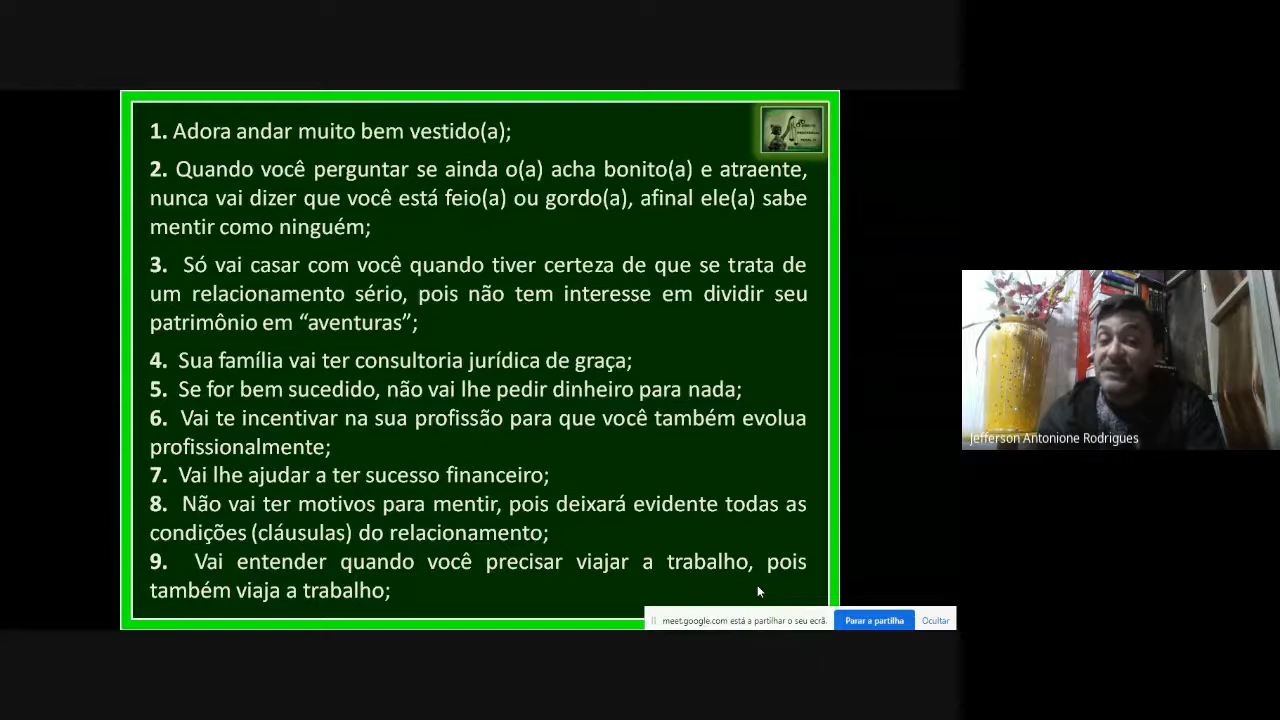 1. Adora andar muito bem vestido(a);
2. Quando você perguntar se ainda o(a) acha bonito(a) e atraente,
nunca vai dizer que você está feio(a) ou gordo(a), afinal ele(a) sabe
mentir como ninguém;
3. Só vai casar com você quando tiver certeza de que se trata de
um relacionamento sério, pois não tem interesse em dividir seu
patrimônio em “aventuras”;
4. Sua família vai ter consultoria jurídica de graça;
5. Se for bem sucedido, não vai lhe pedir dinheiro para nada;
6. Vai te incentivar na sua profissão para que você também evolua
profissionalmente;
7. Vai lhe ajudar a ter sucesso financeiro;
8. Não vai ter motivos para mentir, pois deixará evidente todas as
condições (cláusulas) do relacionamento;
9. Vai entender quando você precisar viajar a trabalho, pois
também viaja a trabalho;
meet.google.com está a partilhar o seu ecrã. Parar a partilha Ocultar
Jefferson Antonione Rodrigues